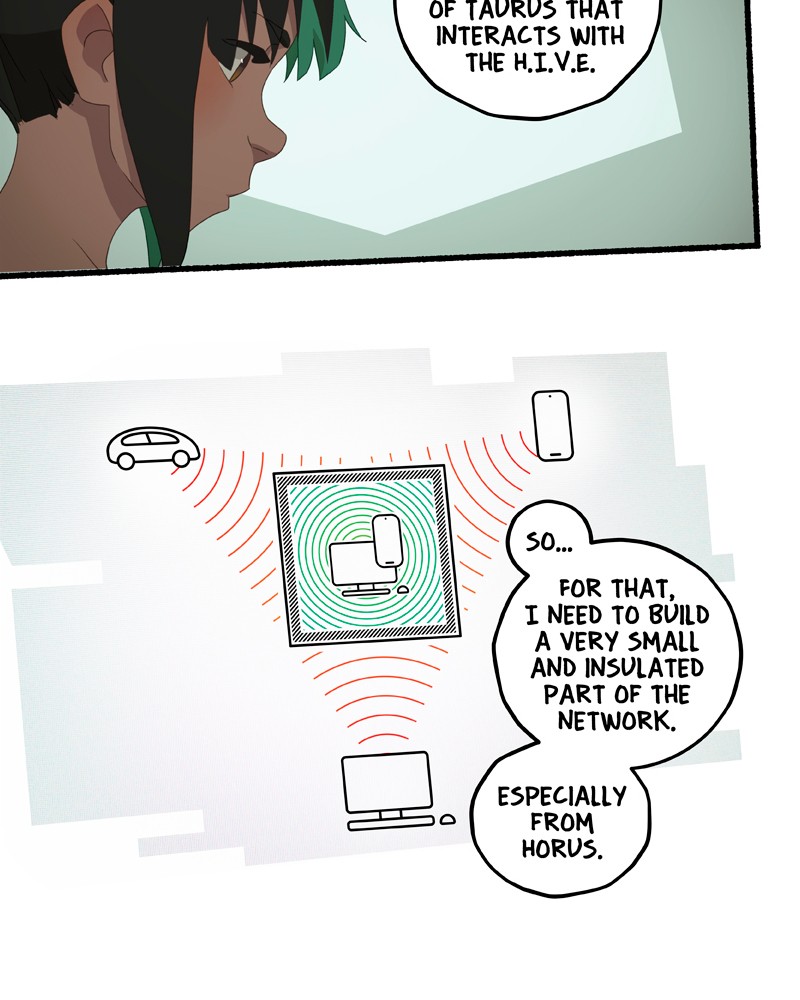 OF TAURUS THAT
INTERACTS WITH
THE H.I.V.E.
SO...
FOR THAT,
I NEED TO BUILD
A VERY SMALL
AND INSULATED
PART OF THE
NETWORK.
ESPECIALLY
FROM
HORUS.